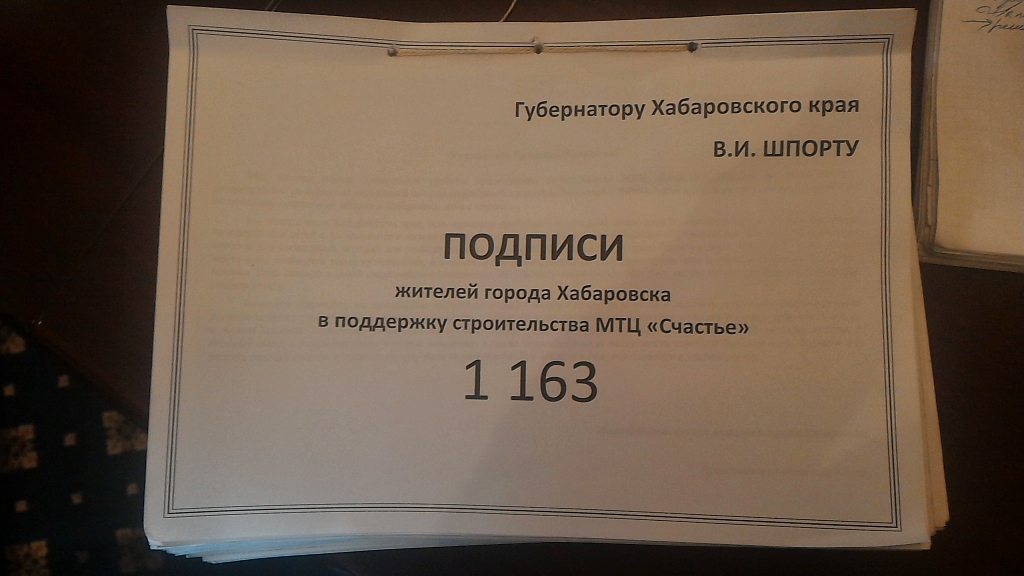 Губернатору Хабаровского края
В.И. ШПОРТУ
ПОДПИСИ
жителей города Хабаровска
в поддержку строительства МТЦ «Счастье»
1 163